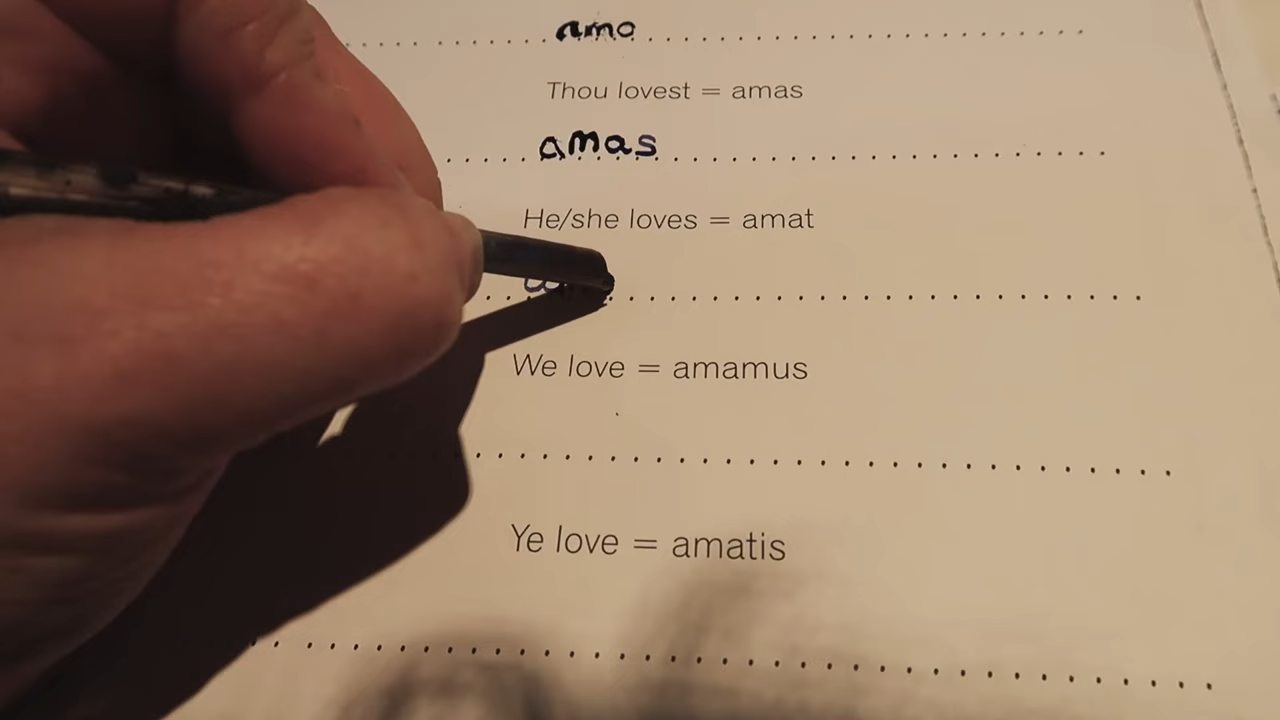 amo
Thou lovest = amas
amas
He/she loves = amat
We love = amamus
Ye love = amatis